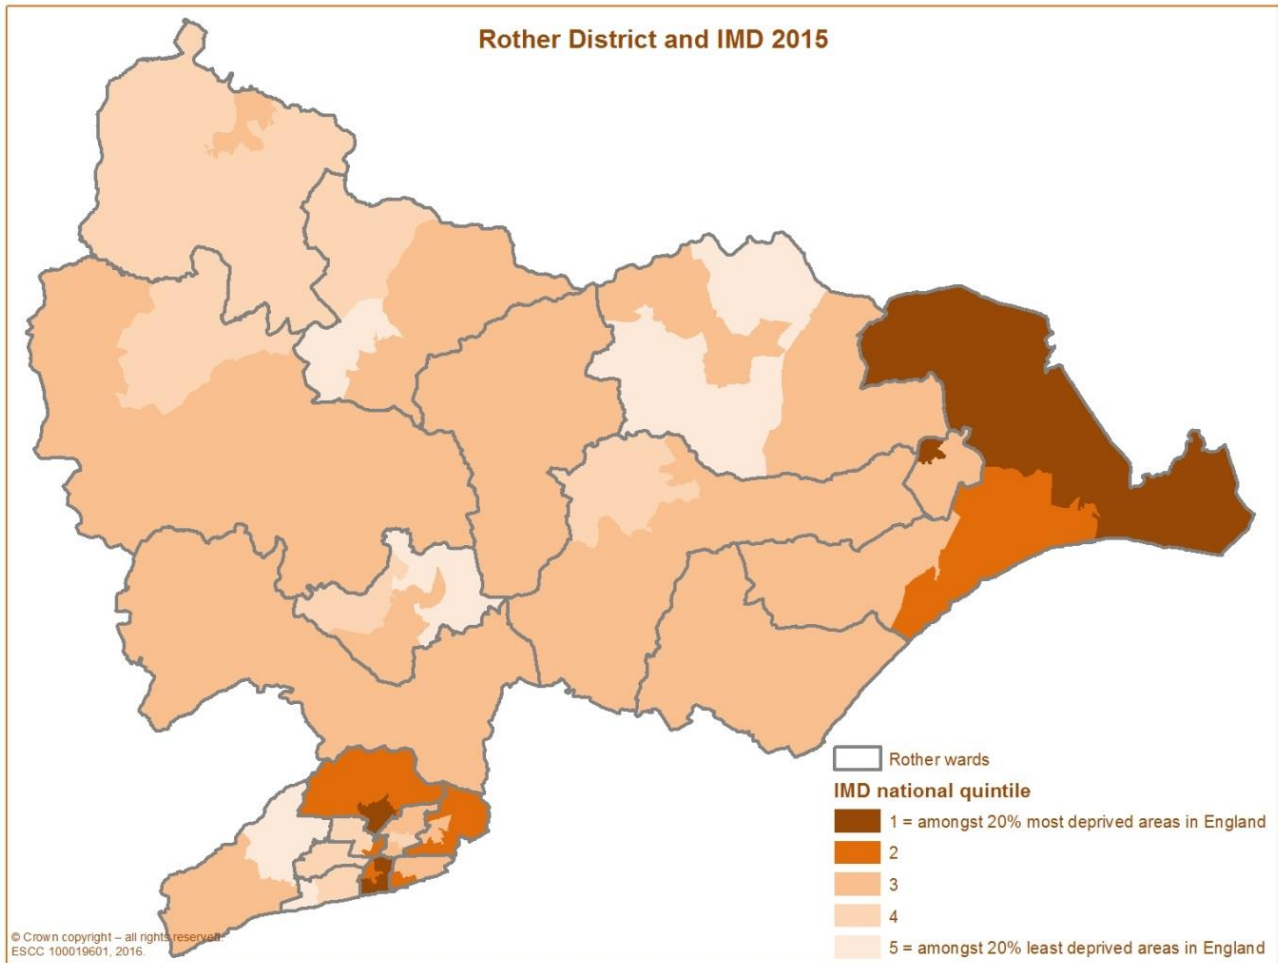 Rother District and IMD 2015
Rother wards
IMD national quintile
1 = amongst 20% most deprived areas in England
2
3
4
5 = amongst 20% least deprived areas in England
© Crown copyright – all rights reserved.
ESCC 100019601, 2016.